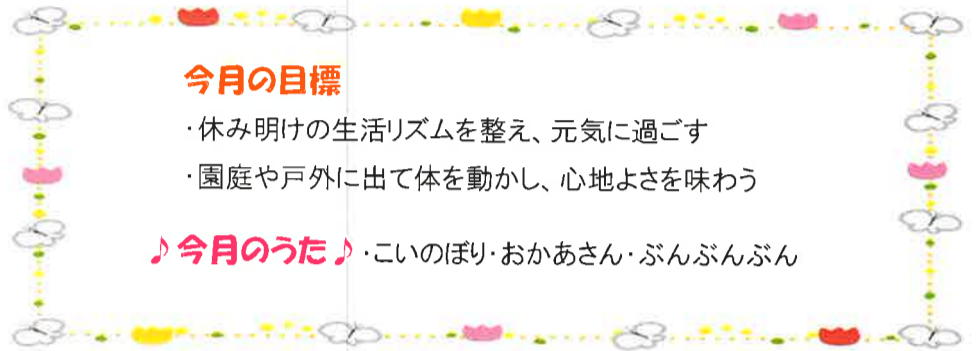 今月の目標
・休み明けの生活リズムを整え、元気に過ごす
・園庭や戸外に出て体を動かし、心地よさを味わう
♪今月のうた♪・こいのぼり・おかあさん・ぶんぶんぶん